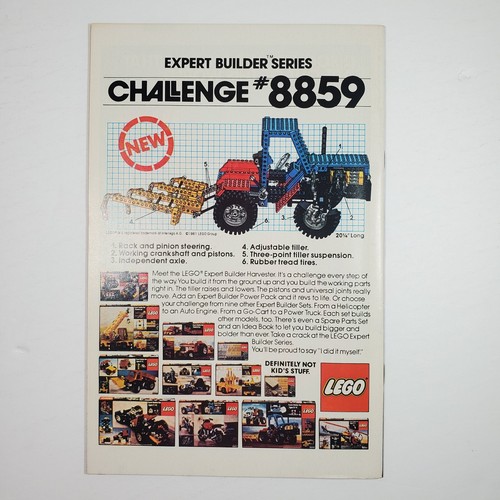 EXPERT BUILDER™ SERIES
CHALLENGE #8859
NEW
20¼" Long
1. Rack and pinion steering.
2. Working crankshaft and pistons.
3. Independent axle.
4. Adjustable tiller.
5. Three-point tiller suspension.
6. Rubber tread tires.
Meet the LEGO® Expert Builder Harvester. It's a challenge every step of
the way. You build it from the ground up and you build the working parts
right in. The tiller raises and lowers. The pistons and universal joints really
move. Add an Expert Builder Power Pack and it revs to life. Or choose
your challenge from nine other Expert Builder Sets. From a Helicopter
to an Auto Engine. From a Go-Cart to a Power Truck. Each set builds
other models, too. There's even a Spare Parts Set
and an Idea Book to let you build bigger and
bolder than ever. Take a crack at the LEGO Expert
Builder Series.
You'll be proud to say "I did it myself."
DEFINITELY NOT
KID'S STUFF.
LEGO